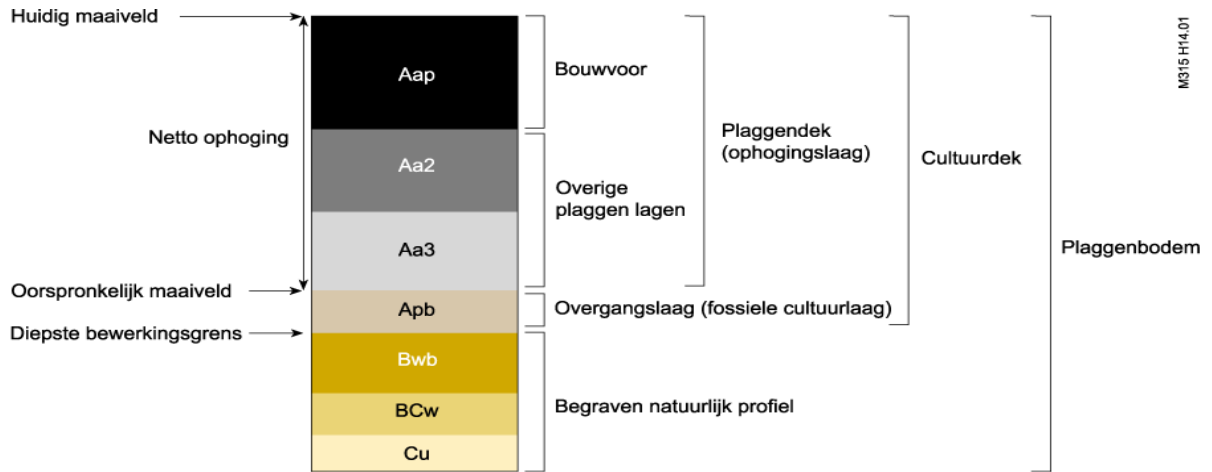 Huidig maaiveld
Netto ophoging
Oorspronkelijk maaiveld
Diepste bewerkingsgrens
Aap
Aa2
Aa3
Apb
Bwb
BCw
Cu
Bouwvoor
Overige
plaggen lagen
Overgangslaag (fossiele cultuurlaag)
Begraven natuurlijk profiel
Plaggendek
(ophogingslaag)
Cultuurdek
Plaggenbodem
M315 H14.01